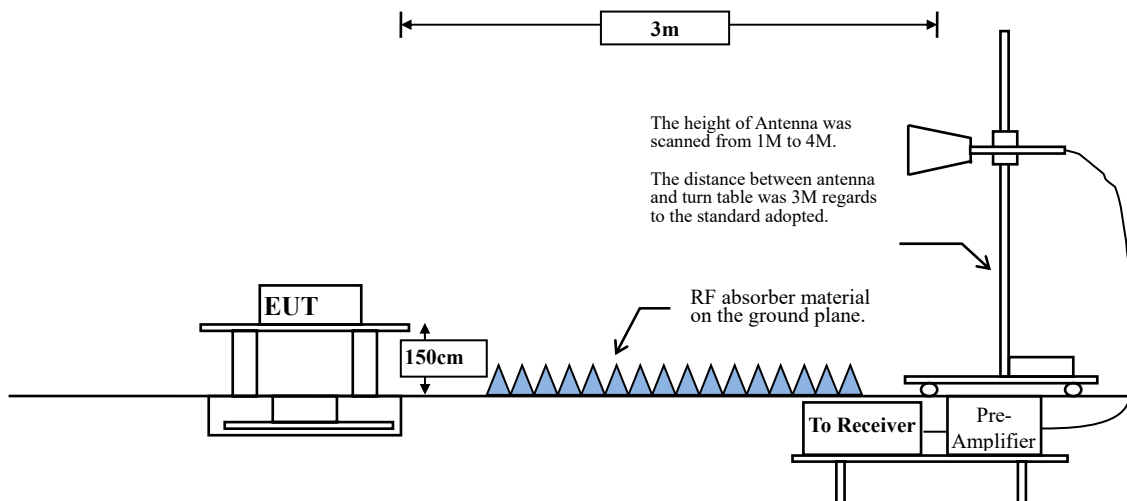 3m
The height of Antenna was
scanned from 1M to 4M.
The distance between antenna
and turn table was 3M regards
to the standard adopted.
EUT
RF absorber material
on the ground plane.
150cm
To Receiver
Pre-
Amplifier